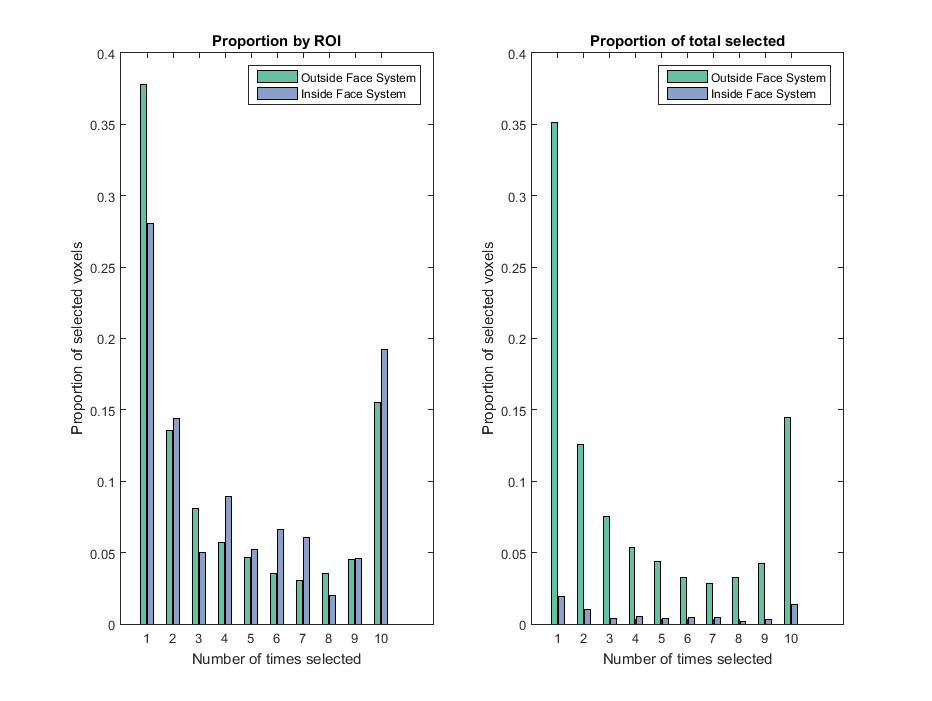 Proportion by ROI
0.4
0.35
0.3
0.25
0.2
0.15
0.1
0.05
0
Proportion of selected voxels
Outside Face System
Inside Face System
1 2 3 4 5 6 7 8 9 10
Number of times selected
Proportion of total selected
0.4
0.35
0.3
0.25
0.2
0.15
0.1
0.05
0
Proportion of selected voxels
Outside Face System
Inside Face System
1 2 3 4 5 6 7 8 9 10
Number of times selected